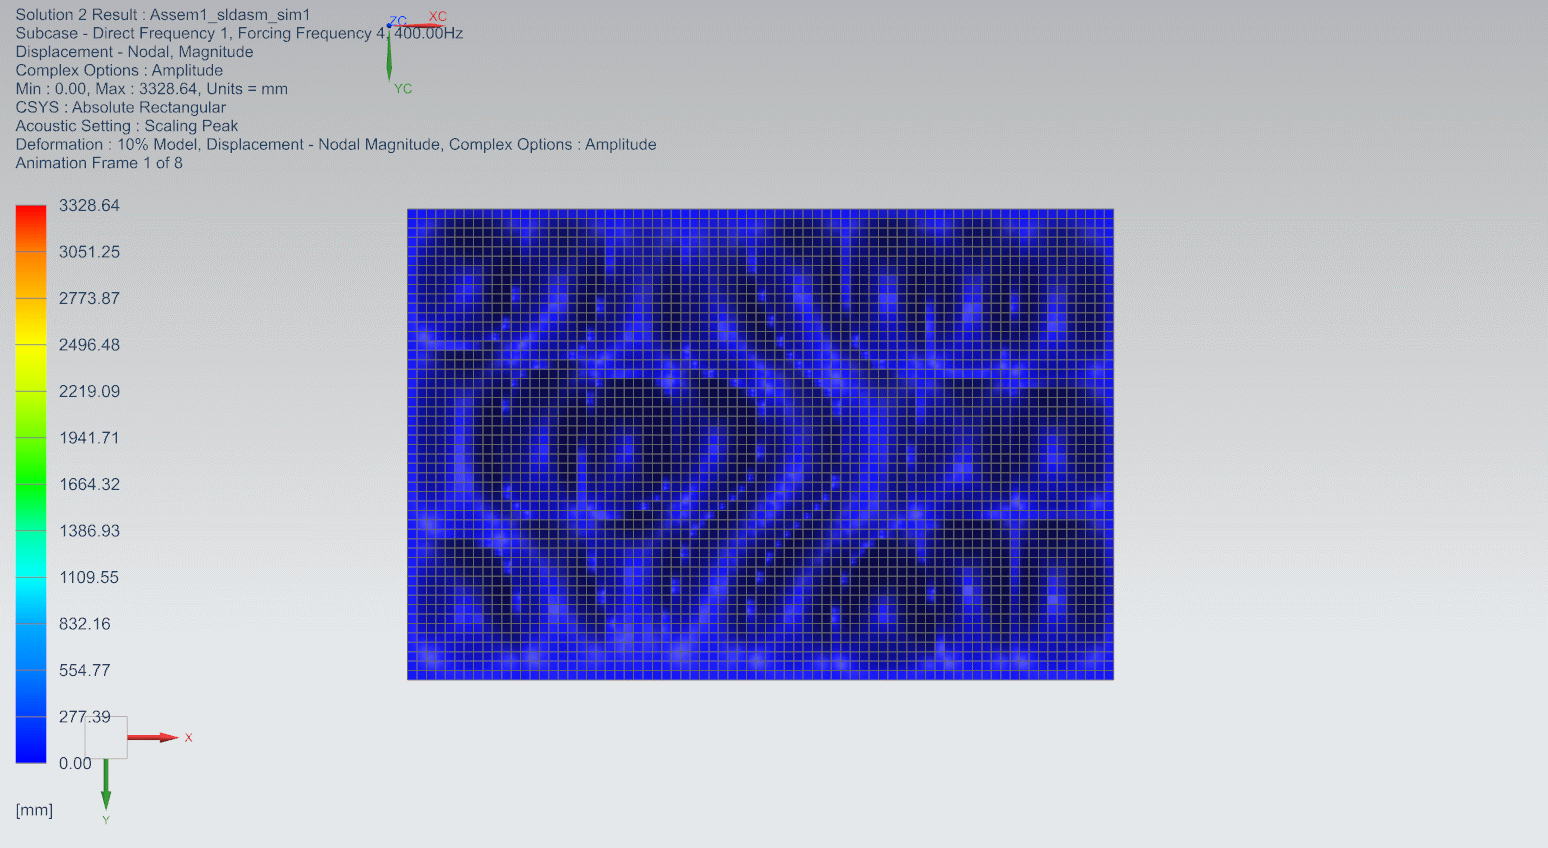 Solution 2 Result : Assem1_sldasm_sim1
Subcase - Direct Frequency 1, Forcing Frequency 4, 400.00Hz
Displacement - Nodal, Magnitude
Complex Options : Amplitude
Min : 0.00, Max : 3328.64, Units = mm
CSYS : Absolute Rectangular
Acoustic Setting : Scaling Peak
Deformation : 10% Model, Displacement - Nodal Magnitude, Complex Options : Amplitude
Animation Frame 1 of 8
ZC
XC
YC
3328.64
3051.25
2773.87
2496.48
2219.09
1941.71
1664.32
1386.93
1109.55
832.16
554.77
277.39
0.00
[mm]
X
Y